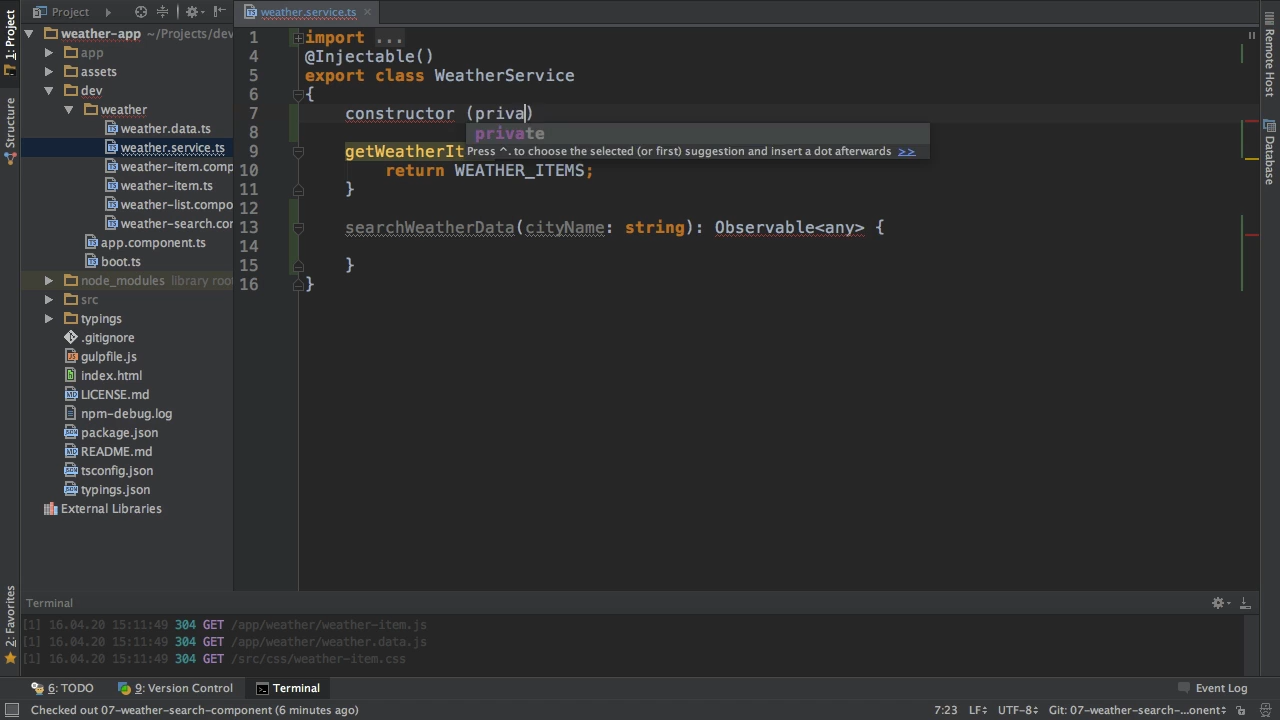 Project
weather.service.ts
1: Project
Structure
2: Favorites
weather-app ~/Projects/dev
app
assets
dev
weather
weather.data.ts
weather.service.ts
weather-item.comp
weather-item.ts
weather-list.compo
weather-search.cor
app.component.ts
boot.ts
node_modules library root
src
typings
.gitignore
gulpfile.js
index.html
LICENSE.md
npm-debug.log
package.json
README.md
tsconfig.json
typings.json
External Libraries
1 import ...
4 @Injectable()
5 export class WeatherService
6 {
7 constructor (priva)
8 private
Press ^. to choose the selected (or first) suggestion and insert a dot afterwards >>
9 getWeatherIt
10 return WEATHER_ITEMS;
11 }
12
13 searchWeatherData(cityName: string): Observable<any> {
14
15 }
16 }
Remote Host
Database
Terminal
[1] 16.04.20 15:11:49 304 GET /app/weather/weather-item.js
[1] 16.04.20 15:11:49 304 GET /app/weather/weather.data.js
[1] 16.04.20 15:11:49 304 GET /src/css/weather-item.css
6: TODO 9: Version Control Terminal Event Log
Checked out 07-weather-search-component (6 minutes ago) 7:23 LF÷ UTF-8÷ Git: 07-weather-search-...onent÷